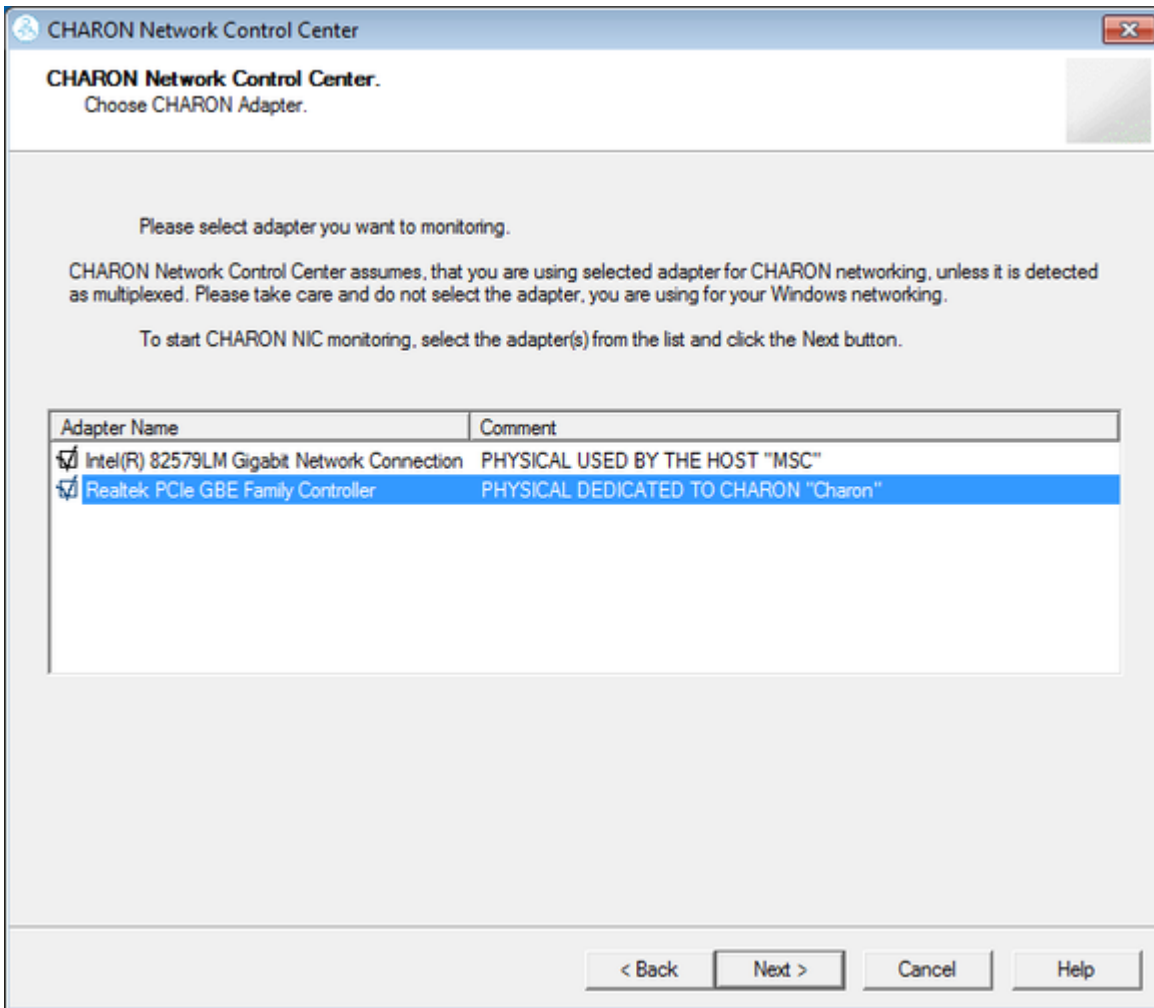 CHARON Network Control Center
CHARON Network Control Center.
Choose CHARON Adapter.
Please select adapter you want to monitoring.
CHARON Network Control Center assumes, that you are using selected adapter for CHARON networking, unless it is detected
as multiplexed. Please take care and do not select the adapter, you are using for your Windows networking.
To start CHARON NIC monitoring, select the adapter(s) from the list and click the Next button.
Adapter Name Comment
Intel(R) 82579LM Gigabit Network Connection PHYSICAL USED BY THE HOST "MSC"
Realtek PCIe GBE Family Controller PHYSICAL DEDICATED TO CHARON "Charon"
< Back Next > Cancel Help